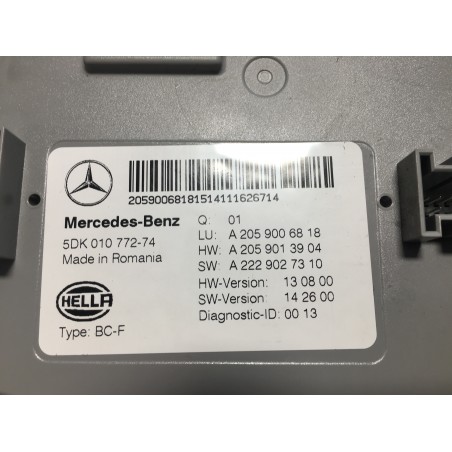 20590068181514111626714
Mercedes-Benz
5DK 010 772-74
Made in Romania
HELLA
Type: BC-F
Q: 01
LU: A 205 900 68 18
HW: A 205 901 39 04
SW: A 222 902 73 10
HW-Version: 13 08 00
SW-Version: 14 26 00
Diagnostic-ID: 00 13